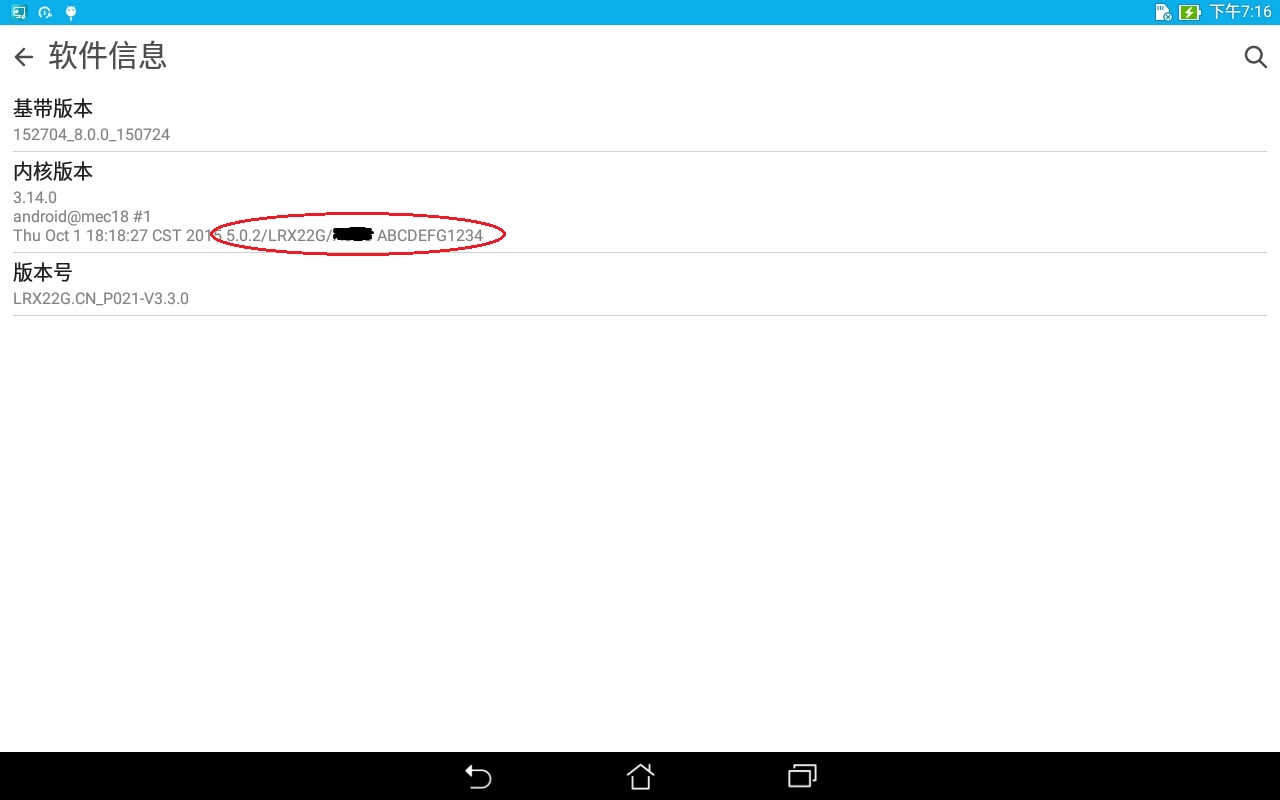 下午7:16
软件信息
基带版本
152704_8.0.0_150724
内核版本
3.14.0
android@mec18 #1
Thu Oct 1 18:18:27 CST 2015 5.0.2/LRX22G/ ABCDEFG1234
版本号
LRX22G.CN_P021-V3.3.0